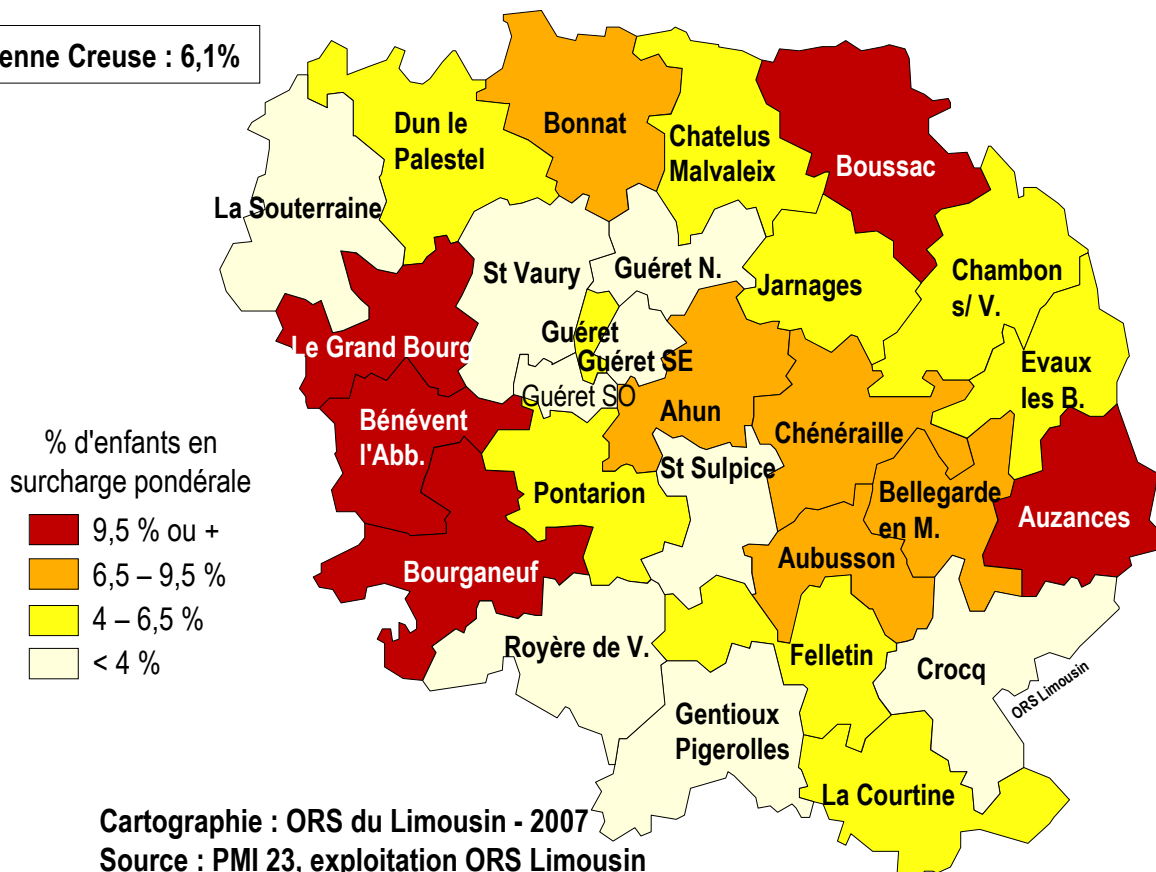 enne Creuse : 6,1%
Dun le
Palestel
Bonnat
Chatelus
Malvaleix
Boussac
La Souterraine
St Vaury
Guéret N.
Jarnages
Chambon
s/ V.
Guéret
Guéret SE
Le Grand Bourg
Evaux
les B.
Guéret SO
Ahun
Bénévent
l'Abb.
Chénéraille
% d'enfants en
surcharge pondérale
9,5 % ou +
6,5 – 9,5 %
4 – 6,5 %
< 4 %
St Sulpice
Pontarion
Bellegarde
en M.
Auzances
Aubusson
Bourganeuf
Royère de V.
Felletin
Crocq
ORS Limousin
Gentioux
Pigerolles
La Courtine
Cartographie : ORS du Limousin - 2007
Source : PMI 23, exploitation ORS Limousin